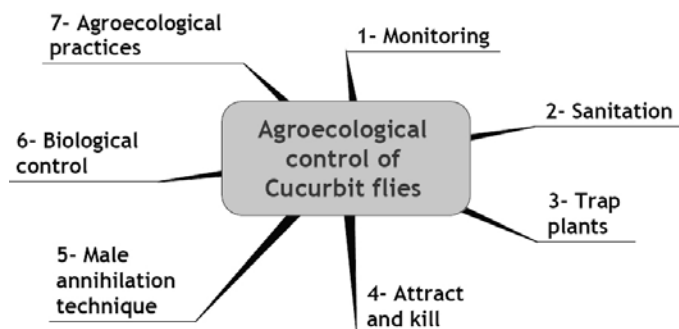 Agroecological
control of
Cucurbit flies
1- Monitoring
2- Sanitation
3- Trap
plants
4- Attract
and kill
5- Male
annihilation
technique
6- Biological
control
7- Agroecological
practices